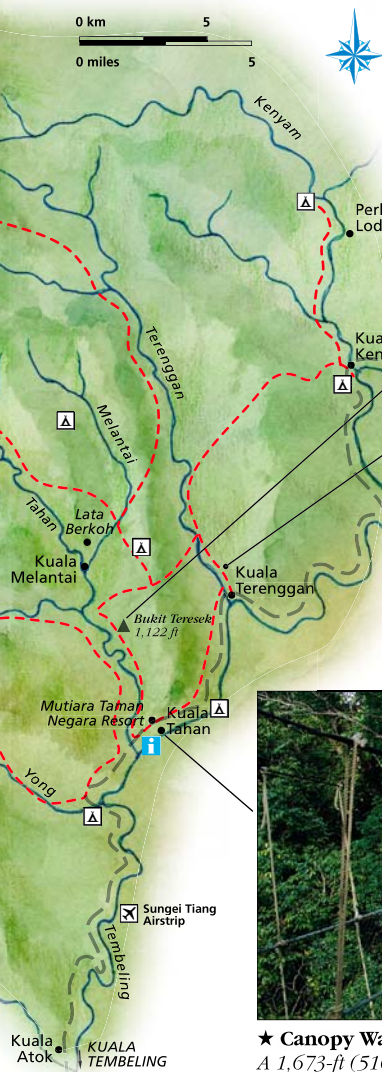 0 km 5
0 miles 5
Kenyam
Perl
Lod
Terenggan
Kua
Ken
Melantai
Tahan
Lata
Berkoh
Kuala
Melantai
Kuala
Terenggan
Bukit Teresek
1,122 ft
Mutiara Taman
Negara Resort
Kuala
Tahan
i
Yong
Sungei Tiang
Airstrip
Tembeling
Kuala
Atok
KUALA
TEMBELING
★ Canopy Wa
A 1,673-ft (510